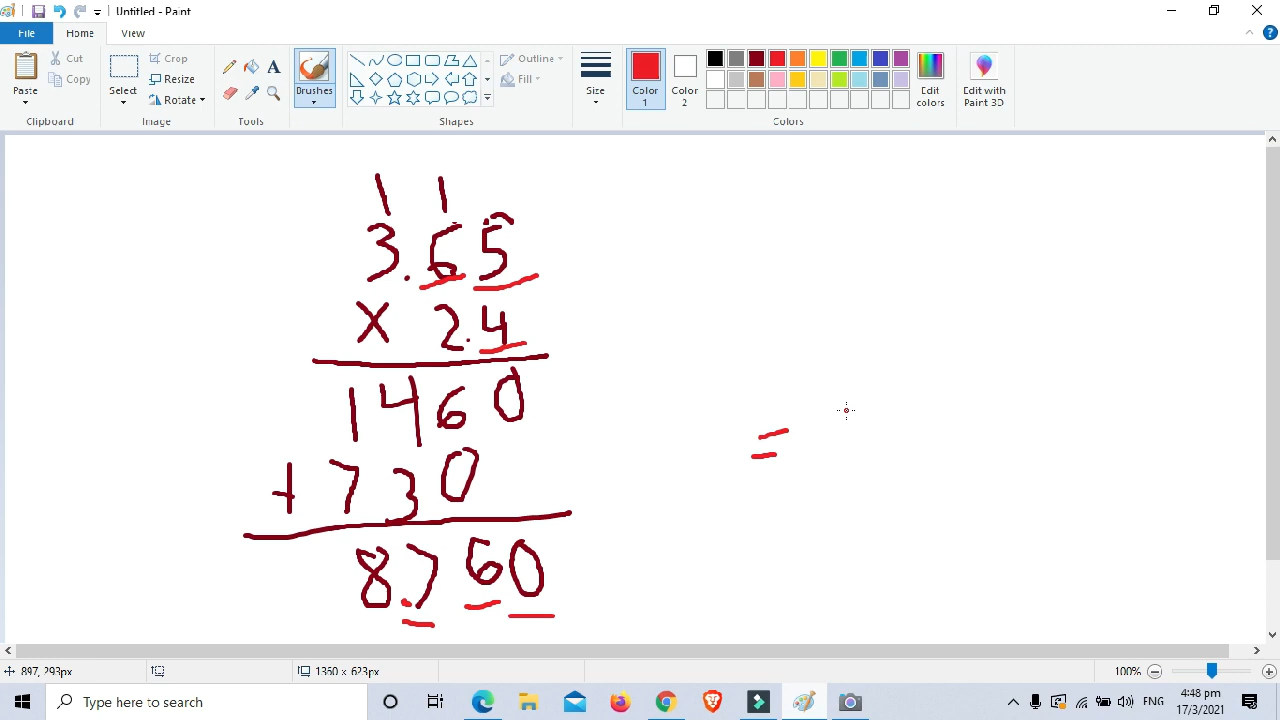 Untitled - Paint
File Home View
Paste Cut Copy Select Crop Resize Rotate A Brushes Outline Fill Size Color 1 Color 2 Edit colors Edit with Paint 3D ?
Clipboard Image Tools Shapes Colors
1 1
3.65
x 2.4
1460
+ 730
8.760
=
897, 293px 1360 × 623px 100%
Type here to search ENG 4:48 pm
17/3/2021